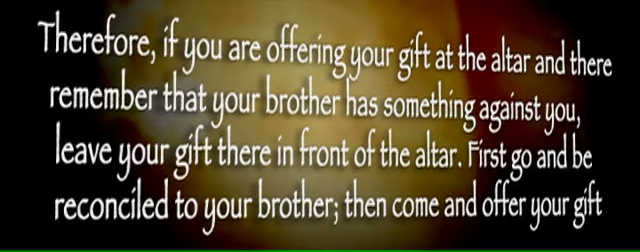 Therefore, if you are offering your gift at the altar and there
remember that your brother has something against you,
leave your gift there in front of the altar. First go and be
reconciled to your brother; then come and offer your gift